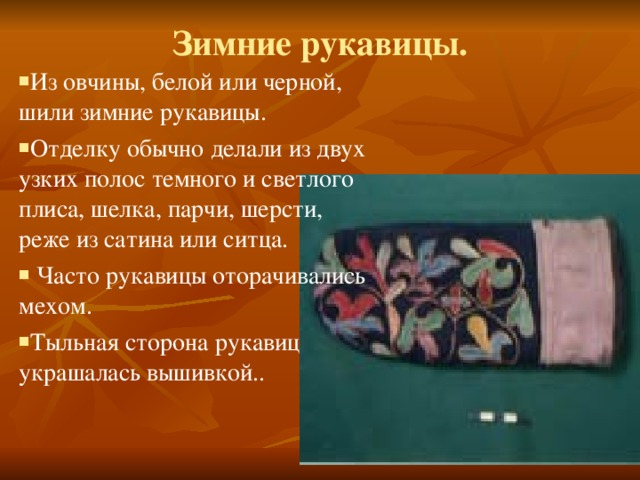 Зимние рукавицы.
Из овчины, белой или черной,
шили зимние рукавицы.
Отделку обычно делали из двух
узких полос темного и светлого
плиса, шелка, парчи, шерсти,
реже из сатина или ситца.
Часто рукавицы оторачивались
мехом.
Тыльная сторона рукавиц
украшалась вышивкой..